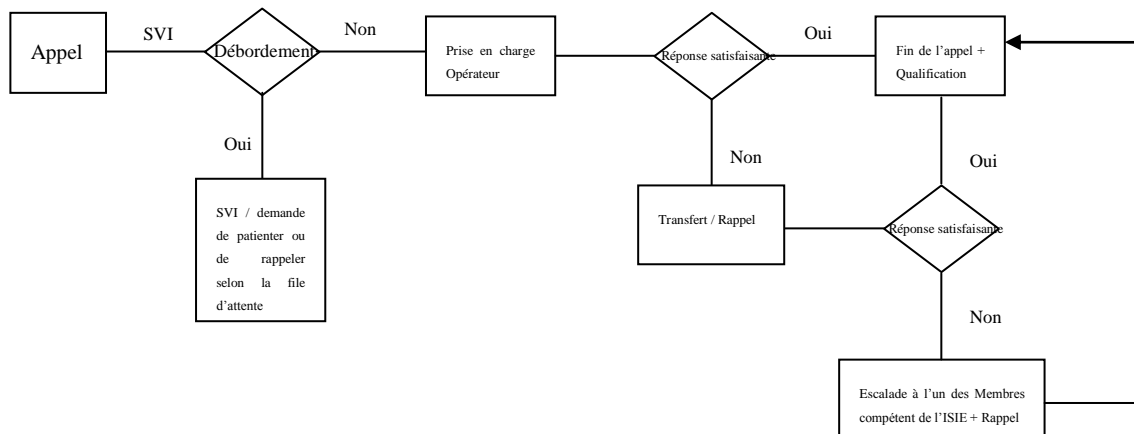 Appel
SVI
Débordement
Non
Prise en charge
Opérateur
Réponse satisfaisante
Oui
Fin de l’appel +
Qualification
Oui
SVI / demande
de patienter ou
de rappeler
selon la file
d’attente
Non
Transfert / Rappel
Oui
Réponse satisfaisante
Non
Escalade à l’un des Membres
compétent de l’ISIE + Rappel